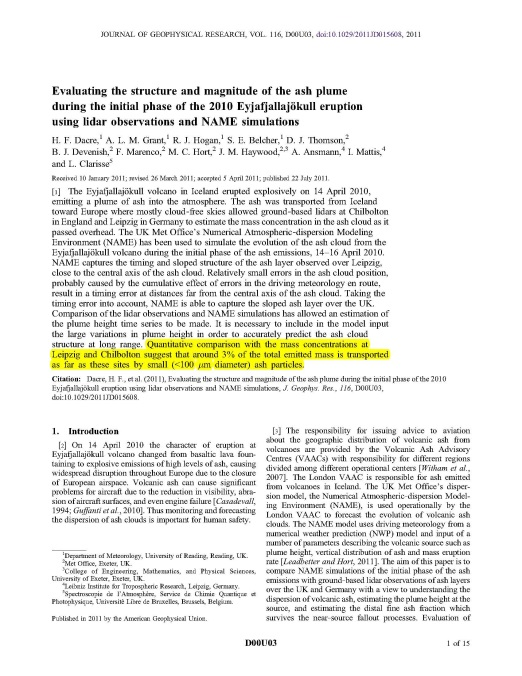 JOURNAL OF GEOPHYSICAL RESEARCH, VOL. 116, D00U03, doi:10.1029/2011JD015608, 2011
Evaluating the structure and magnitude of the ash plume
during the initial phase of the 2010 Eyjafjallajökull eruption
using lidar observations and NAME simulations
H. F. Dacre,1 A. L. M. Grant,1 R. J. Hogan,1 S. E. Belcher,1 D. J. Thomson,2
B. J. Devenish,2 F. Marenco,2 M. C. Hort,2 J. M. Haywood,2,3 A. Ansmann,4 I. Mattis,4
and L. Clarisse5
Received 10 January 2011; revised 26 March 2011; accepted 5 April 2011; published 22 July 2011.
[1] The Eyjafjallajökull volcano in Iceland erupted explosively on 14 April 2010,
emitting a plume of ash into the atmosphere. The ash was transported from Iceland
toward Europe where mostly cloud-free skies allowed ground-based lidars at Chilbolton
in England and Leipzig in Germany to estimate the mass concentration in the ash cloud as it
passed overhead. The UK Met Office's Numerical Atmospheric-dispersion Modeling
Environment (NAME) has been used to simulate the evolution of the ash cloud from the
Eyjafjallajökull volcano during the initial phase of the ash emissions, 14–16 April 2010.
NAME captures the timing and sloped structure of the ash layer observed over Leipzig,
close to the central axis of the ash cloud. Relatively small errors in the ash cloud position,
probably caused by the cumulative effect of errors in the driving meteorology en route,
result in a timing error at distances far from the central axis of the ash cloud. Taking the
timing error into account, NAME is able to capture the sloped ash layer over the UK.
Comparison of the lidar observations and NAME simulations has allowed an estimation of
the plume height time series to be made. It is necessary to include in the model input
the large variations in plume height in order to accurately predict the ash cloud
structure at long range. Quantitative comparison with the mass concentrations at
Leipzig and Chilbolton suggest that around 3% of the total emitted mass is transported
as far as these sites by small (<100 μm diameter) ash particles.
Citation: Dacre, H. F., et al. (2011), Evaluating the structure and magnitude of the ash plume during the initial phase of the 2010
Eyjafjallajökull eruption using lidar observations and NAME simulations, J. Geophys. Res., 116, D00U03,
doi:10.1029/2011JD015608.
1. Introduction
[2] On 14 April 2010 the character of eruption at
Eyjafjallajökull volcano changed from basaltic lava foun-
taining to explosive emissions of high levels of ash, causing
widespread disruption throughout Europe due to the closure
of European airspace. Volcanic ash can cause significant
problems for aircraft due to the reduction in visibility, abra-
sion of aircraft surfaces, and even engine failure [Casadevall,
1994; Guffanti et al., 2010]. Thus monitoring and forecasting
the dispersion of ash clouds is important for human safety.
1Department of Meteorology, University of Reading, Reading, UK.
2Met Office, Exeter, UK.
3College of Engineering, Mathematics, and Physical Sciences,
University of Exeter, Exeter, UK.
4Leibniz Institute for Tropospheric Research, Leipzig, Germany.
5Spectroscopie de l'Atmosphère, Service de Chimie Quantique et
Photophysique, Université Libre de Bruxelles, Brussels, Belgium.
Published in 2011 by the American Geophysical Union.
[3] The responsibility for issuing advice to aviation
about the geographic distribution of volcanic ash from
volcanoes are provided by the Volcanic Ash Advisory
Centres (VAACs) with responsibility for different regions
divided among different operational centers [Witham et al.,
2007]. The London VAAC is responsible for ash emitted
from volcanoes in Iceland. The UK Met Office's disper-
sion model, the Numerical Atmospheric-dispersion Model-
ing Environment (NAME), is used operationally by the
London VAAC to forecast the evolution of volcanic ash
clouds. The NAME model uses driving meteorology from a
numerical weather prediction (NWP) model and input of a
number of parameters describing the volcanic source such as
plume height, vertical distribution of ash and mass eruption
rate [Leadbetter and Hort, 2011]. The aim of this paper is to
compare NAME simulations of the initial phase of the ash
emissions with ground-based lidar observations of ash layers
over the UK and Germany with a view to understanding the
dispersion of volcanic ash, estimating the plume height at the
source, and estimating the distal fine ash fraction which
survives the near-source fallout processes. Evaluation of
D00U03
1 of 15